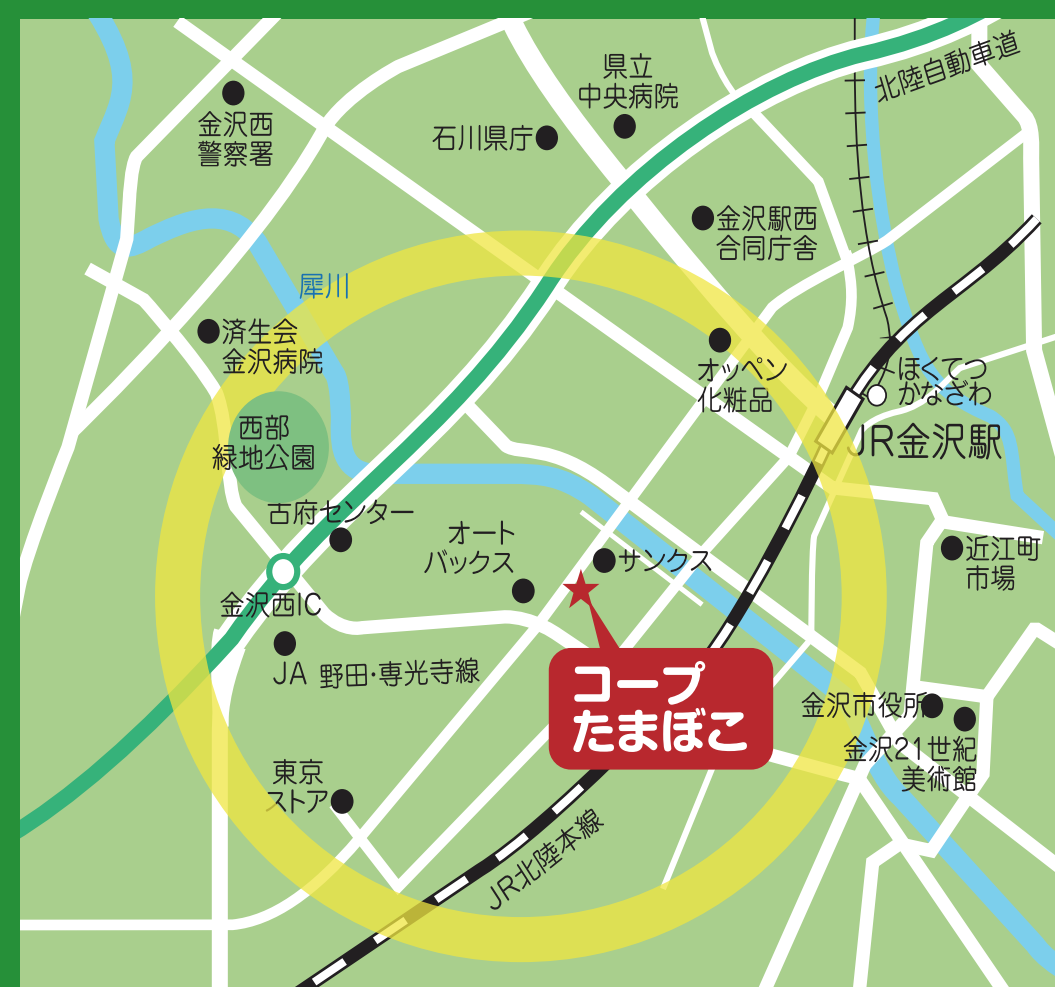 北陸自動車道
県立
中央病院
金沢西
警察署
石川県庁
金沢駅西
合同庁舎
犀川
済生会
金沢病院
オッペン
化粧品
ほくてつ
かなざわ
西部
緑地公園
JR金沢駅
古府センター
オート
バックス
サンクス
近江町
市場
金沢西IC
JA
野田・専光寺線
コープ
たまぼこ
金沢市役所
金沢21世紀
美術館
東京
ストア
JR北陸本線